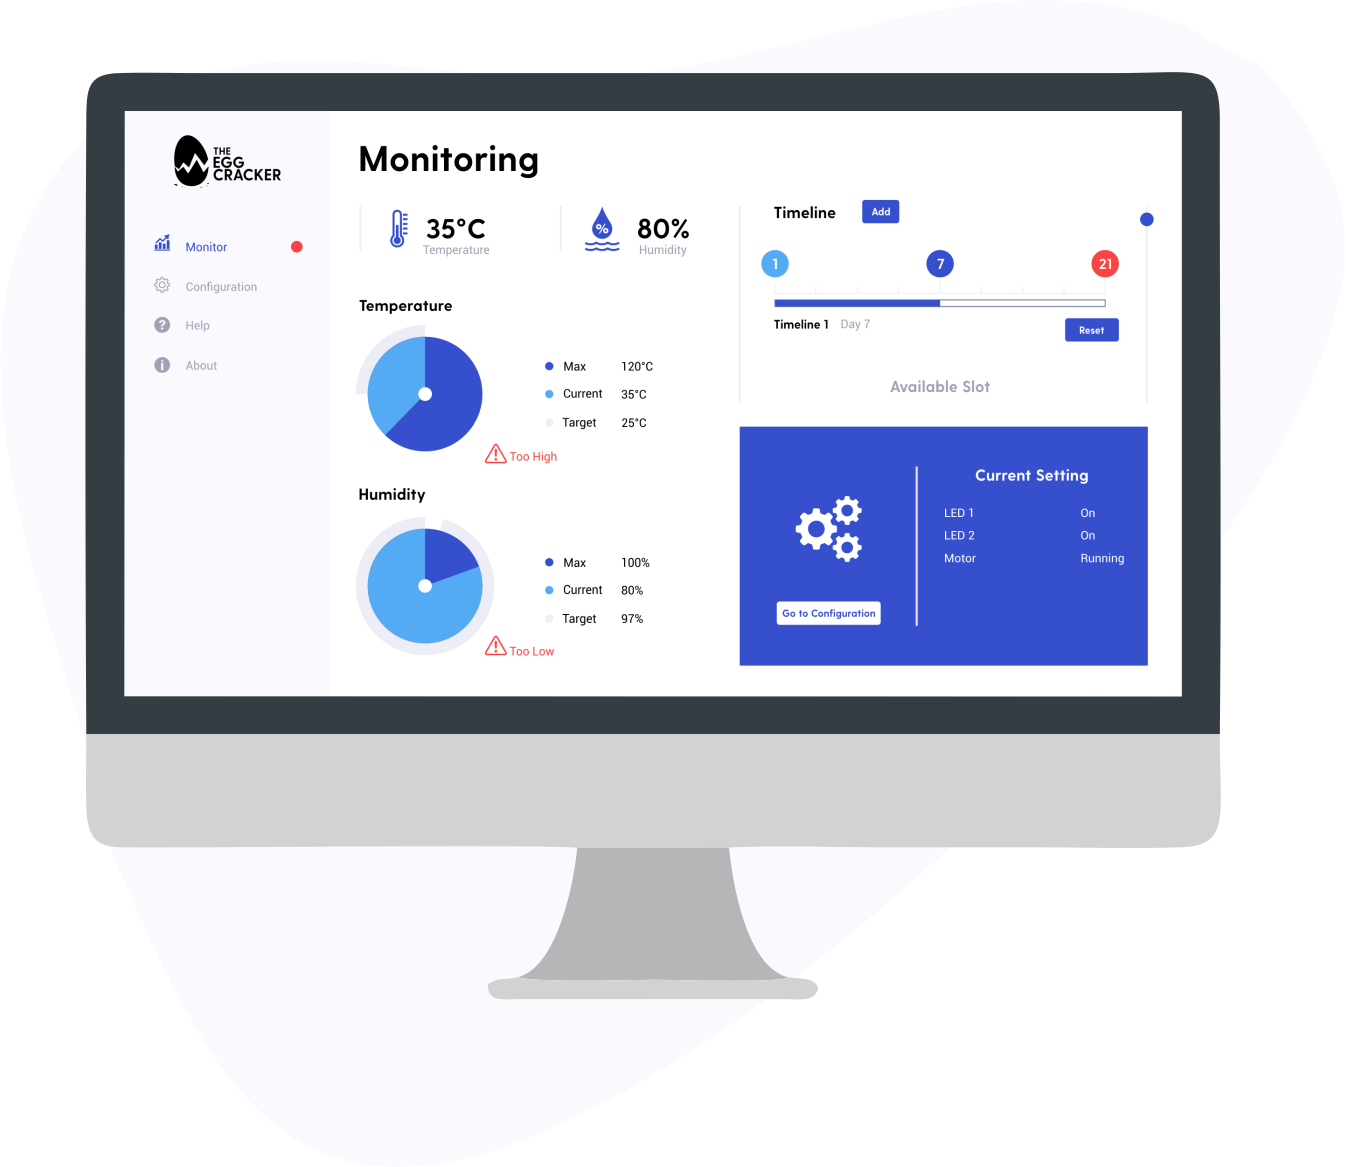 THE
EGG
CRACKER
Monitor
Configuration
Help
About
Monitoring
35°C
Temperature
%
80%
Humidity
Temperature
Max 120°C
Current 35°C
Target 25°C
Too High
Humidity
Max 100%
Current 80%
Target 97%
Too Low
Timeline Add
1 7 21
Timeline 1 Day 7
Reset
Available Slot
Go to Configuration
Current Setting
LED 1 On
LED 2 On
Motor Running